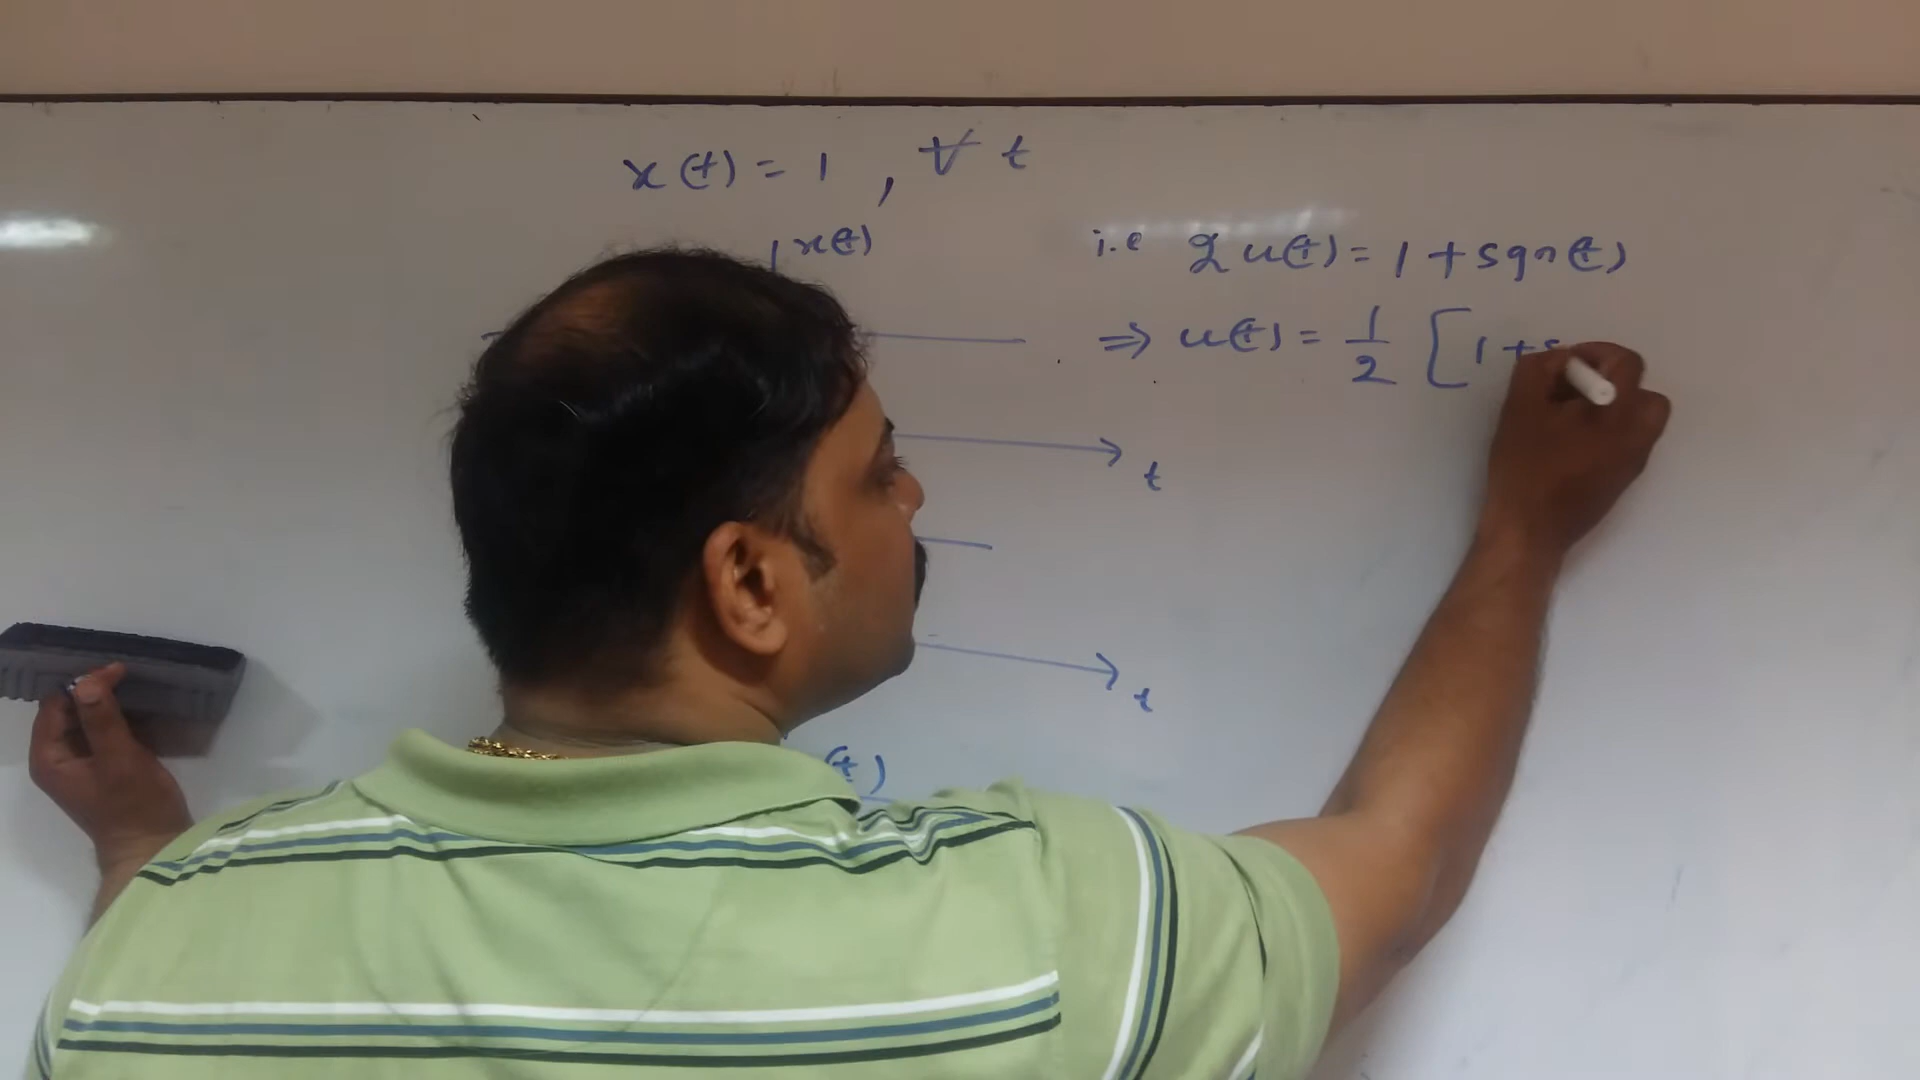 x(t) = 1 , ∀ t
x(t)
i.e 2u(t) = 1 + sgn(t)
⇒ u(t) = 1/2 [ 1 + s
t
t
(t)